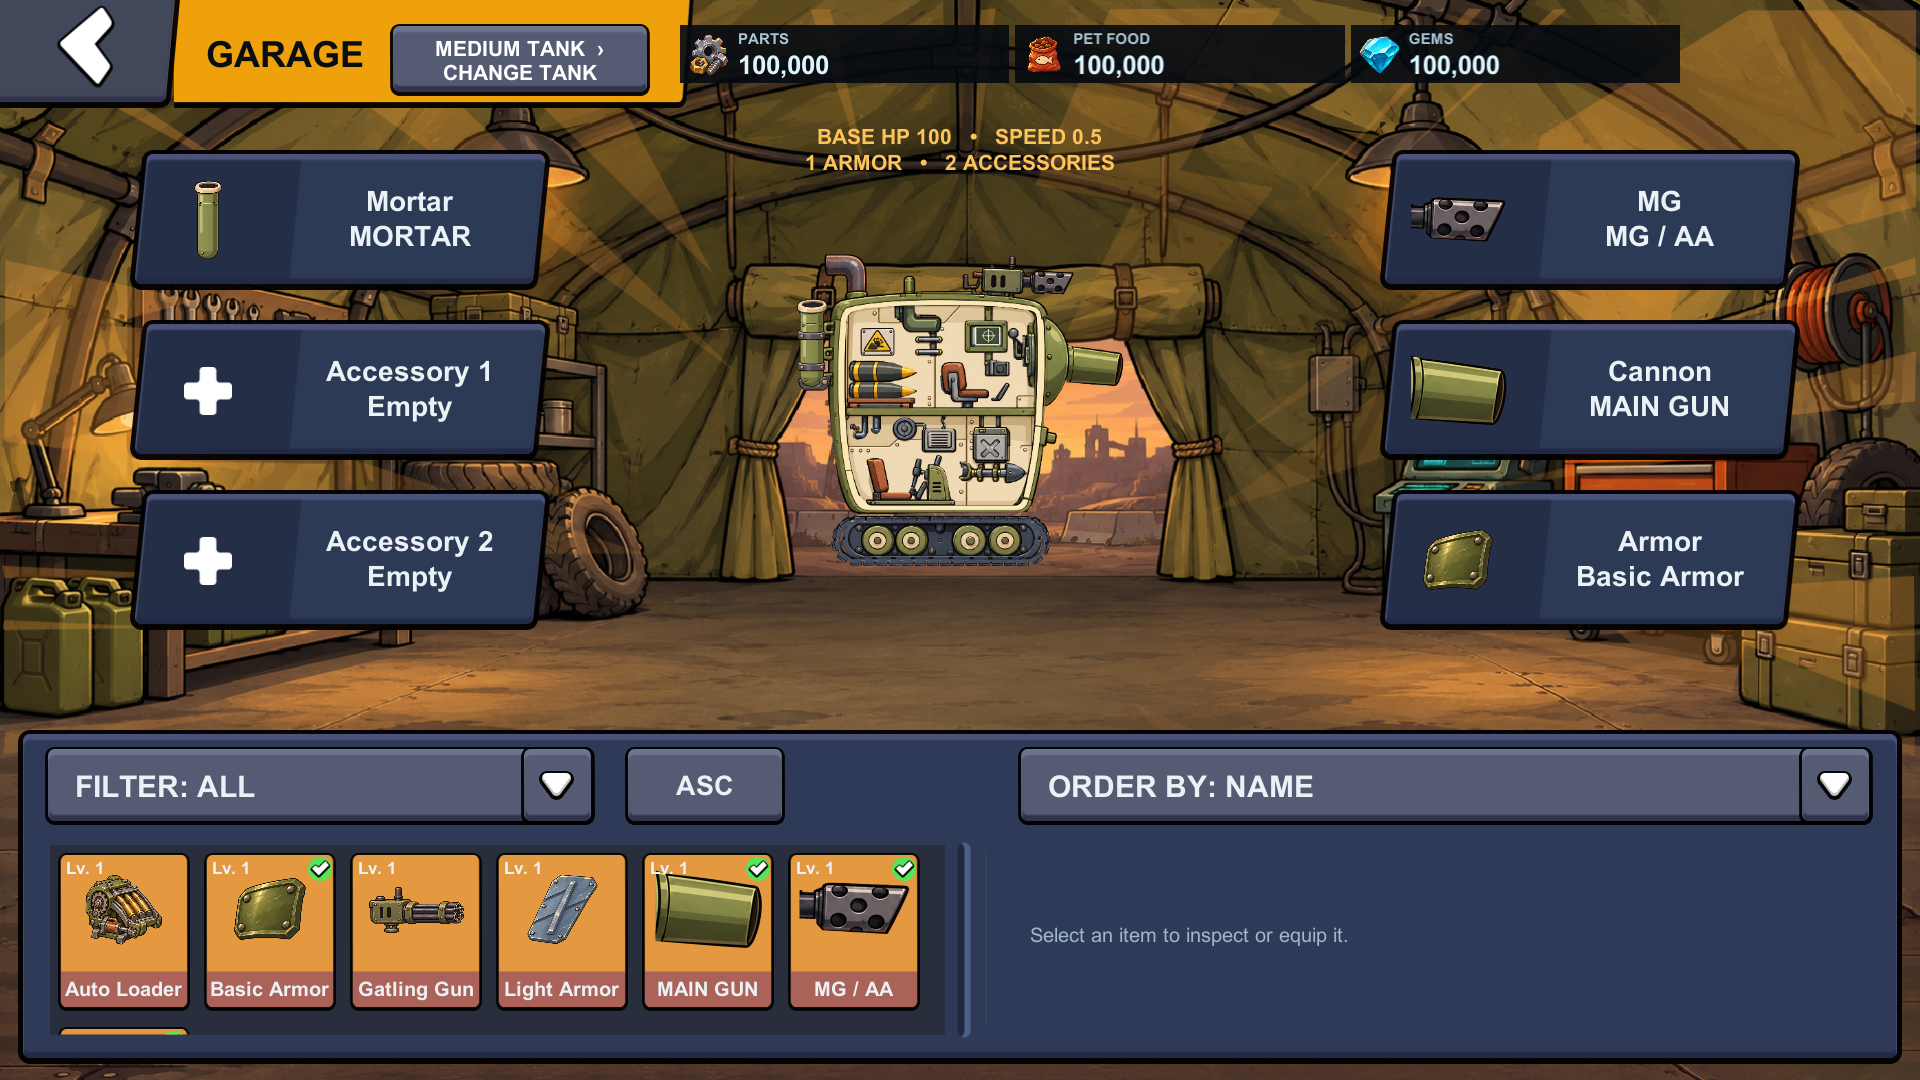 GARAGE
MEDIUM TANK ›
CHANGE TANK
PARTS
100,000
PET FOOD
100,000
GEMS
100,000
BASE HP 100 • SPEED 0.5
1 ARMOR • 2 ACCESSORIES
Mortar
MORTAR
Accessory 1
Empty
Accessory 2
Empty
MG
MG / AA
Cannon
MAIN GUN
Armor
Basic Armor
FILTER: ALL
ASC
ORDER BY: NAME
Lv. 1
Auto Loader
Lv. 1
Basic Armor
Lv. 1
Gatling Gun
Lv. 1
Light Armor
Lv. 1
MAIN GUN
Lv. 1
MG / AA
Select an item to inspect or equip it.